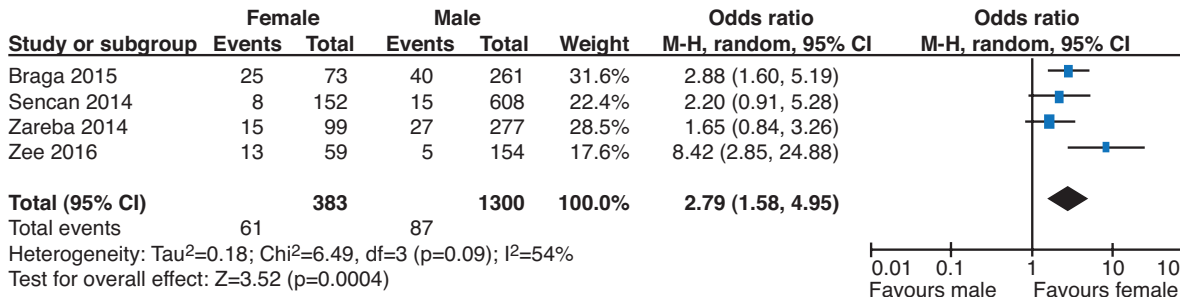 Female Male Odds ratio Odds ratio
Study or subgroup Events Total Events Total Weight M-H, random, 95% CI M-H, random, 95% CI
Braga 2015 25 73 40 261 31.6% 2.88 (1.60, 5.19)
Sencan 2014 8 152 15 608 22.4% 2.20 (0.91, 5.28)
Zareba 2014 15 99 27 277 28.5% 1.65 (0.84, 3.26)
Zee 2016 13 59 5 154 17.6% 8.42 (2.85, 24.88)
Total (95% CI) 383 1300 100.0% 2.79 (1.58, 4.95)
Total events 61 87
Heterogeneity: Tau²=0.18; Chi²=6.49, df=3 (p=0.09); I²=54%
Test for overall effect: Z=3.52 (p=0.0004)
0.01 0.1 1 10 10
Favours male Favours female